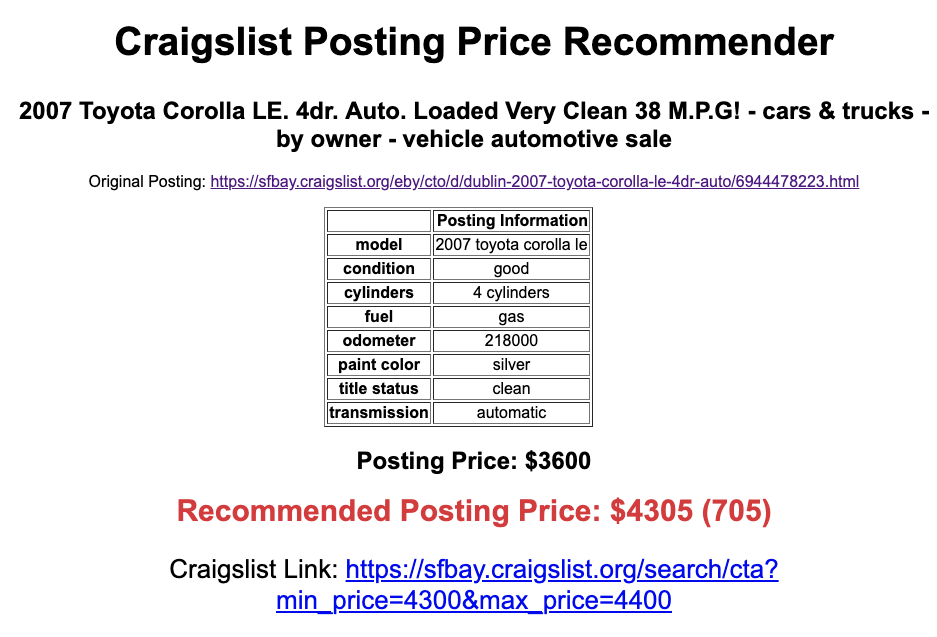 Craigslist Posting Price Recommender
2007 Toyota Corolla LE. 4dr. Auto. Loaded Very Clean 38 M.P.G! - cars & trucks -
by owner - vehicle automotive sale
Original Posting: https://sfbay.craigslist.org/eby/cto/d/dublin-2007-toyota-corolla-le-4dr-auto/6944478223.html
Posting Information
model 2007 toyota corolla le
condition good
cylinders 4 cylinders
fuel gas
odometer 218000
paint color silver
title status clean
transmission automatic
Posting Price: $3600
Recommended Posting Price: $4305 (705)
Craigslist Link: https://sfbay.craigslist.org/search/cta?
min_price=4300&max_price=4400